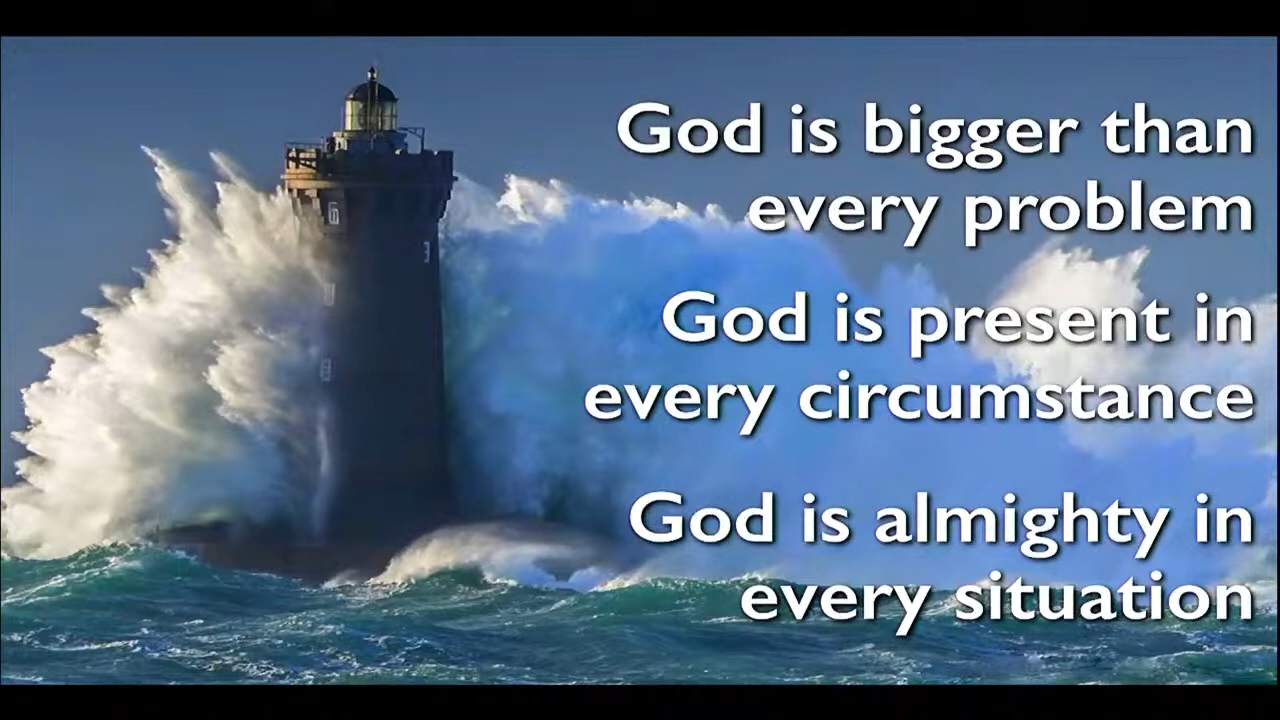 God is bigger than
every problem
God is present in
every circumstance
God is almighty in
every situation